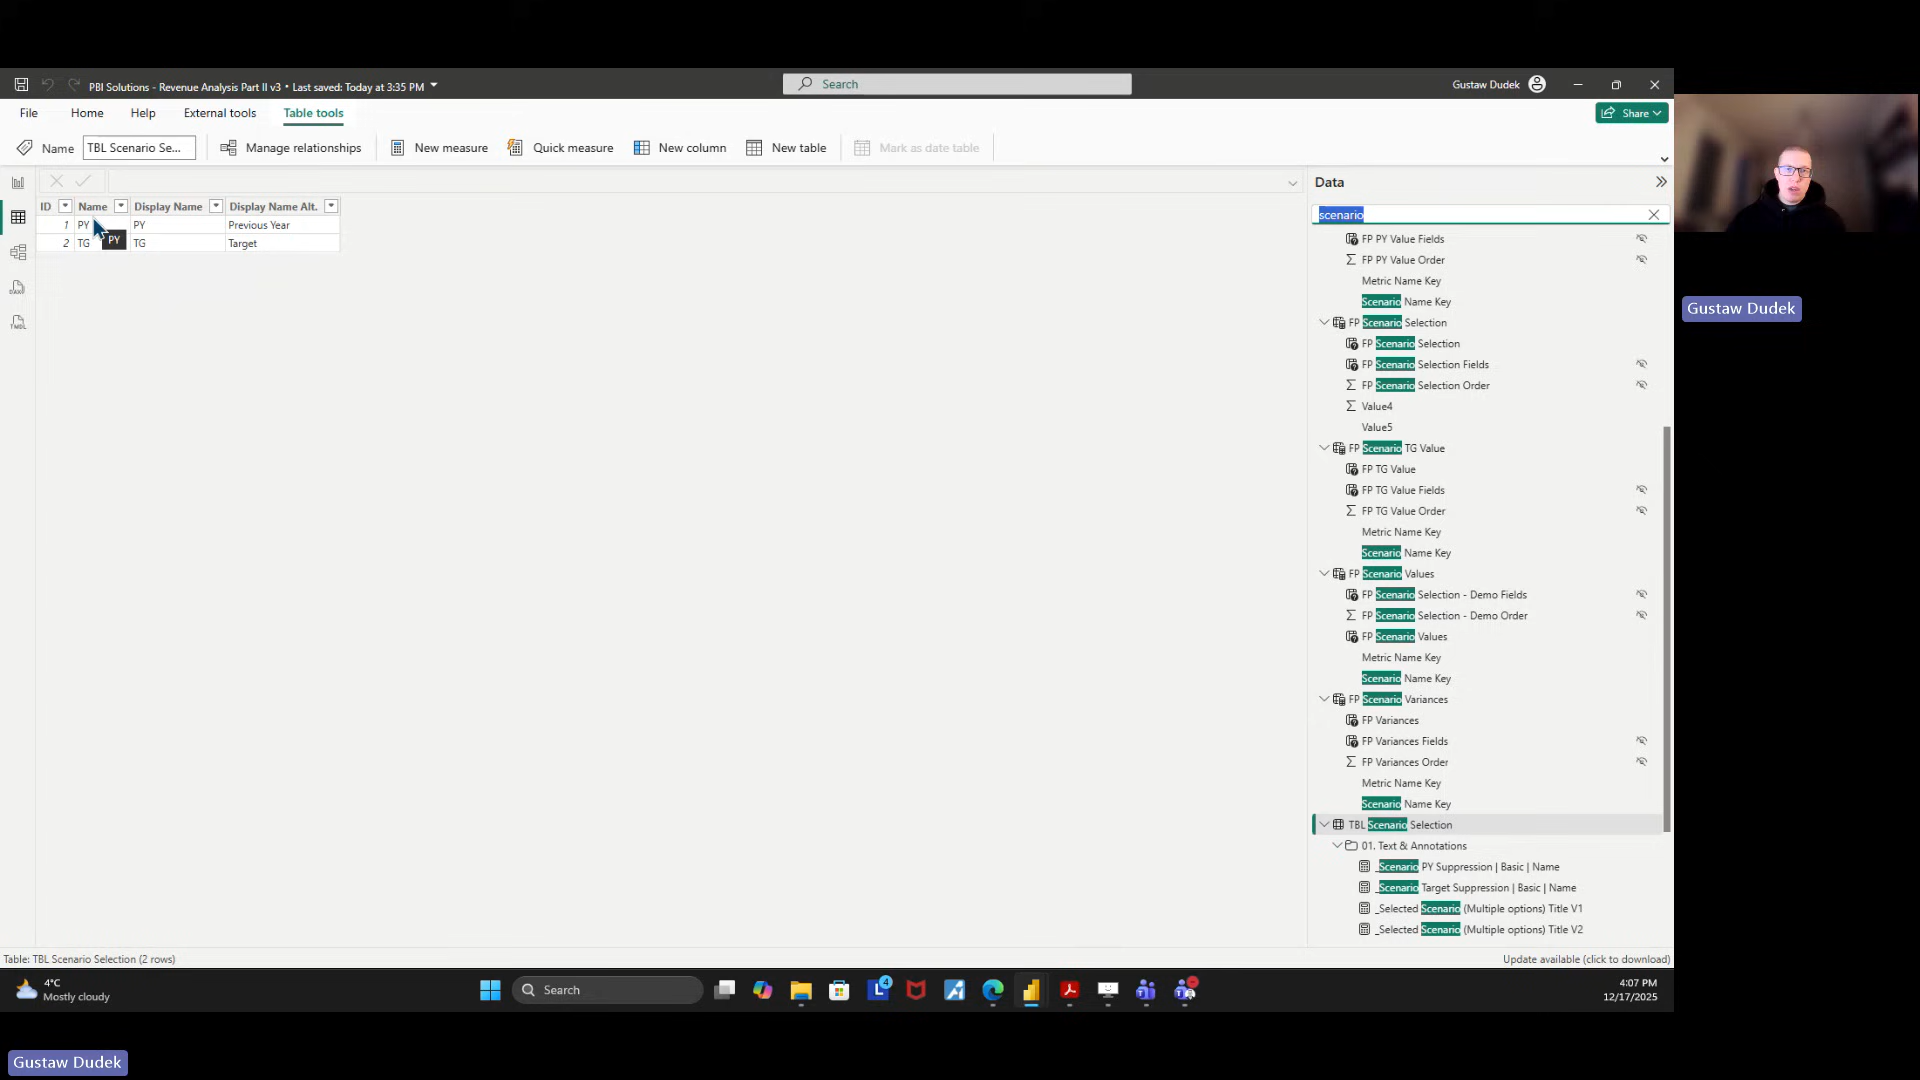 PBI Solutions - Revenue Analysis Part II v3 • Last saved: Today at 3:35 PM
Search
Gustaw Dudek
File
Home
Help
External tools
Table tools
Share
Name
TBL Scenario Se...
Manage relationships
New measure
Quick measure
New column
New table
Mark as date table
Data
ID
Name
Display Name
Display Name Alt.
1
PY
PY
Previous Year
2
TG
TG
Target
PY
scenario
FP PY Value Fields
FP PY Value Order
Metric Name Key
Scenario Name Key
FP Scenario Selection
FP Scenario Selection
FP Scenario Selection Fields
FP Scenario Selection Order
Value4
Value5
FP Scenario TG Value
FP TG Value
FP TG Value Fields
FP TG Value Order
Metric Name Key
Scenario Name Key
FP Scenario Values
FP Scenario Selection - Demo Fields
FP Scenario Selection - Demo Order
FP Scenario Values
Metric Name Key
Scenario Name Key
FP Scenario Variances
FP Variances
FP Variances Fields
FP Variances Order
Metric Name Key
Scenario Name Key
TBL Scenario Selection
01. Text & Annotations
_Scenario PY Suppression | Basic | Name
_Scenario Target Suppression | Basic | Name
_Selected Scenario (Multiple options) Title V1
_Selected Scenario (Multiple options) Title V2
DAX
TMDL
Table: TBL Scenario Selection (2 rows)
Update available (click to download)
4°C
Mostly cloudy
Search
L
4
4:07 PM
12/17/2025
Gustaw Dudek
Gustaw Dudek